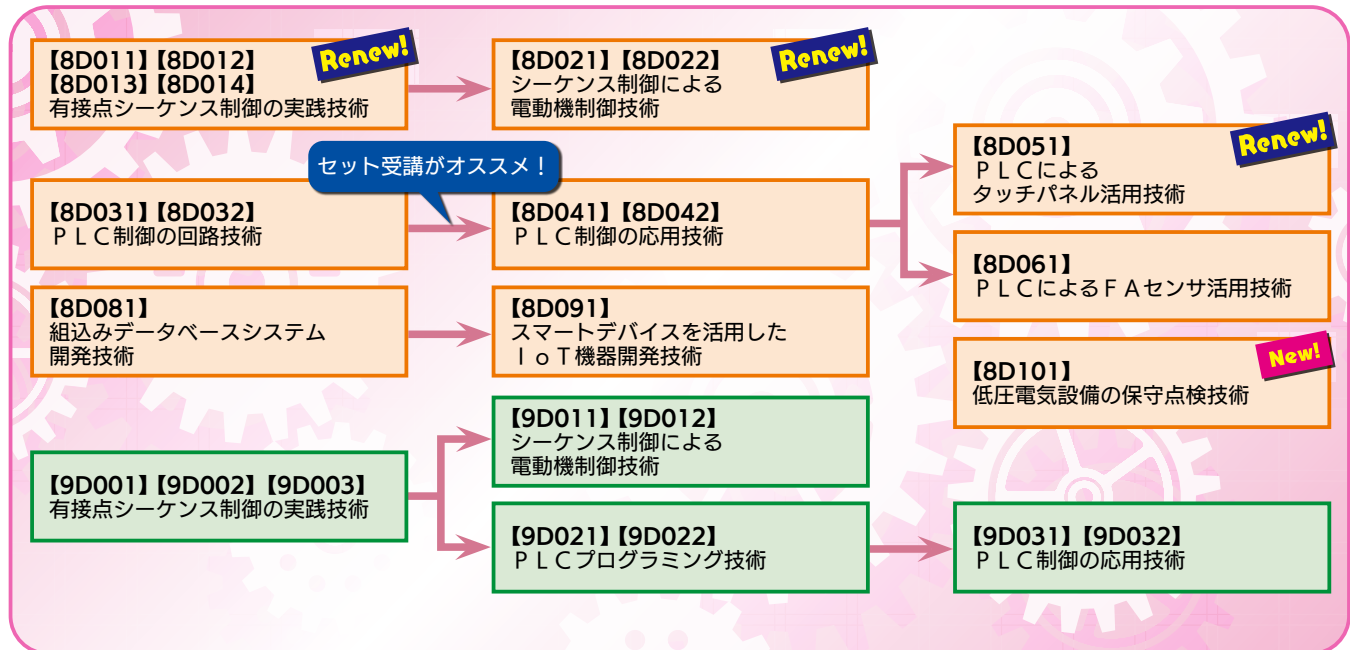 【8D011】【8D012】
【8D013】【8D014】
有接点シーケンス制御の実践技術
Renew!
【8D021】【8D022】
シーケンス制御による
電動機制御技術
Renew!
セット受講がオススメ！
【8D031】【8D032】
ＰＬＣ制御の回路技術
【8D041】【8D042】
ＰＬＣ制御の応用技術
【8D051】
ＰＬＣによる
タッチパネル活用技術
Renew!
【8D061】
ＰＬＣによるＦＡセンサ活用技術
【8D081】
組込みデータベースシステム
開発技術
【8D091】
スマートデバイスを活用した
ＩｏＴ機器開発技術
【8D101】
低圧電気設備の保守点検技術
New!
【9D001】【9D002】【9D003】
有接点シーケンス制御の実践技術
【9D011】【9D012】
シーケンス制御による
電動機制御技術
【9D021】【9D022】
ＰＬＣプログラミング技術
【9D031】【9D032】
ＰＬＣ制御の応用技術